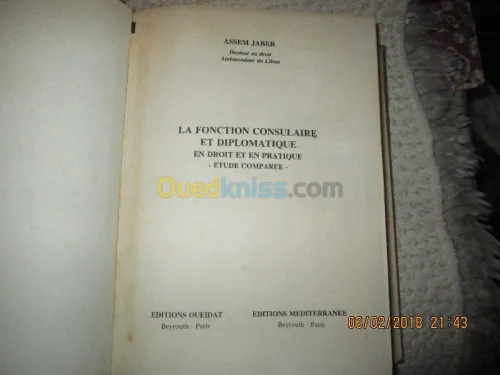 ASSEM JABER
Docteur en droit
Ambassadeur du Liban
LA FONCTION CONSULAIRE
ET DIPLOMATIQUE
EN DROIT ET EN PRATIQUE
- ETUDE COMPAREE -
Ouedkniss.com
EDITIONS OUEIDAT
Beyrouth - Paris
EDITIONS MEDITERRANEE
Beyrouth - Paris
06/02/2018 21:43